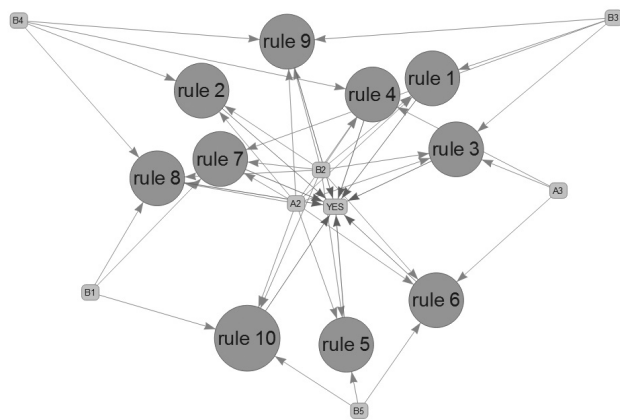 B4
B3
rule 9
rule 1
rule 2
rule 4
rule 3
rule 7
B2
rule 8
A3
A2
YES
B1
rule 6
rule 10
rule 5
B5